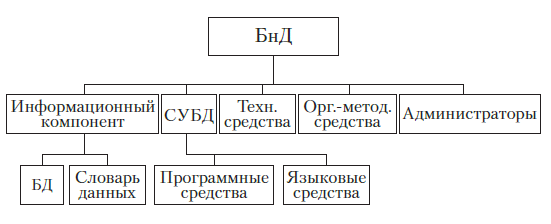 БнД
Информационный
компонент
СУБД
Техн.
средства
Орг.-метод.
средства
Администраторы
БД
Словарь
данных
Программные
средства
Языковые
средства